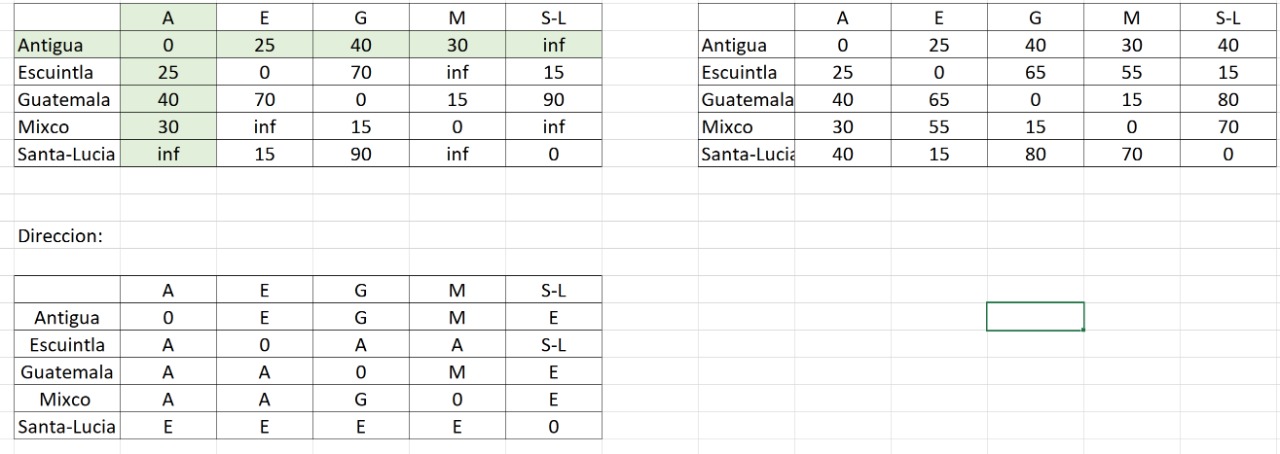 A E G M S-L
Antigua 0 25 40 30 inf
Escuintla 25 0 70 inf 15
Guatemala 40 70 0 15 90
Mixco 30 inf 15 0 inf
Santa-Lucia inf 15 90 inf 0
A E G M S-L
Antigua 0 25 40 30 40
Escuintla 25 0 65 55 15
Guatemala 40 65 0 15 80
Mixco 30 55 15 0 70
Santa-Lucia 40 15 80 70 0
Direccion:
A E G M S-L
Antigua 0 E G M E
Escuintla A 0 A A S-L
Guatemala A A 0 M E
Mixco A A G 0 E
Santa-Lucia E E E E 0